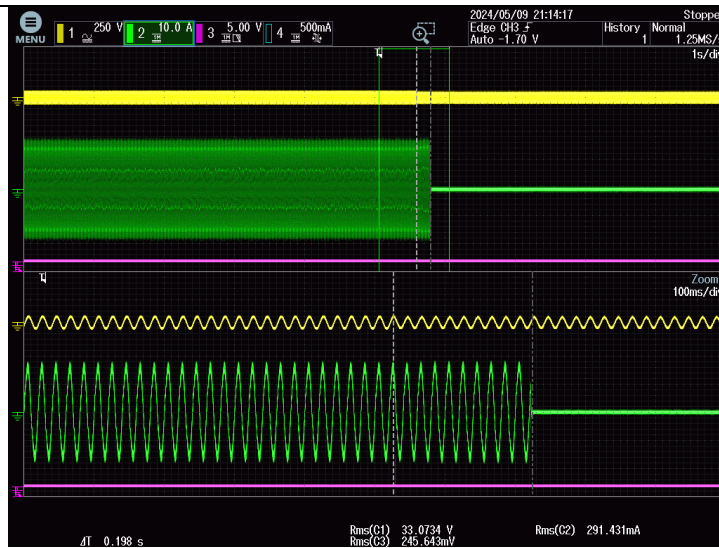 2024/05/09 21:14:17 Stoppe
MENU 1 250 V 2 10.0 A 3 5.00 V 4 500mA Edge CH3 History Normal
Auto -1.70 V 1 1.25MS/s
1s/div
Zoom
100ms/div
Rms(C1) 33.0734 V Rms(C2) 291.431mA
ΔT 0.198 s Rms(C3) 245.643mV